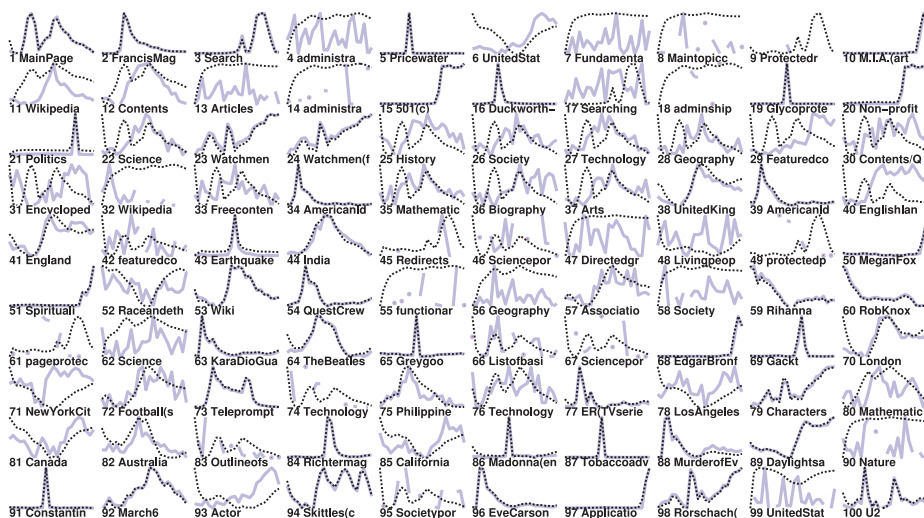 1 MainPage 2 FrancisMag 3 Search 4 administra 5 Pricewater 6 UnitedStat 7 Fundamenta 8 Maintopicc 9 Protectedr 10 M.I.A.(art
11 Wikipedia 12 Contents 13 Articles 14 administra 15 501(c) 16 Duckworth- 17 Searching 18 adminship 19 Glycoprote 20 Non-profit
21 Politics 22 Science 23 Watchmen 24 Watchmen(f 25 History 26 Society 27 Technology 28 Geography 29 Featuredco 30 Contents/Q
31 Encycloped 32 Wikipedia 33 Freeconten 34 AmericanId 35 Mathematic 36 Biography 37 Arts 38 UnitedKing 39 AmericanId 40 Englishlan
41 England 42 featuredco 43 Earthquake 44 India 45 Redirects 46 Sciencepor 47 Directedgr 48 Livingpeop 49 protectedp 50 MeganFox
51 Spirituali 52 Raceandeth 53 Wiki 54 QuestCrew 55 functionar 56 Geography 57 Associatio 58 Society 59 Rihanna 60 RobKnox
61 pageprotec 62 Science 63 KaraDioGua 64 TheBeatles 65 Greygoo 66 Listofbasi 67 Sciencepor 68 EdgarBronf 69 Gackt 70 London
71 NewYorkCit 72 Football(s 73 Teleprompt 74 Technology 75 Philippine 76 Technology 77 ER(TVserie 78 LosAngeles 79 Characters 80 Mathematic
81 Canada 82 Australia 83 Outlineofs 84 Richtermag 85 California 86 Madonna(en 87 Tobaccoadv 88 MurderofEv 89 Daylightsa 90 Nature
91 Constantin 92 March6 93 Actor 94 Skittles(c 95 Societypor 96 EveCarson 97 Applicatio 98 Rorschach( 99 UnitedStat 100 U2